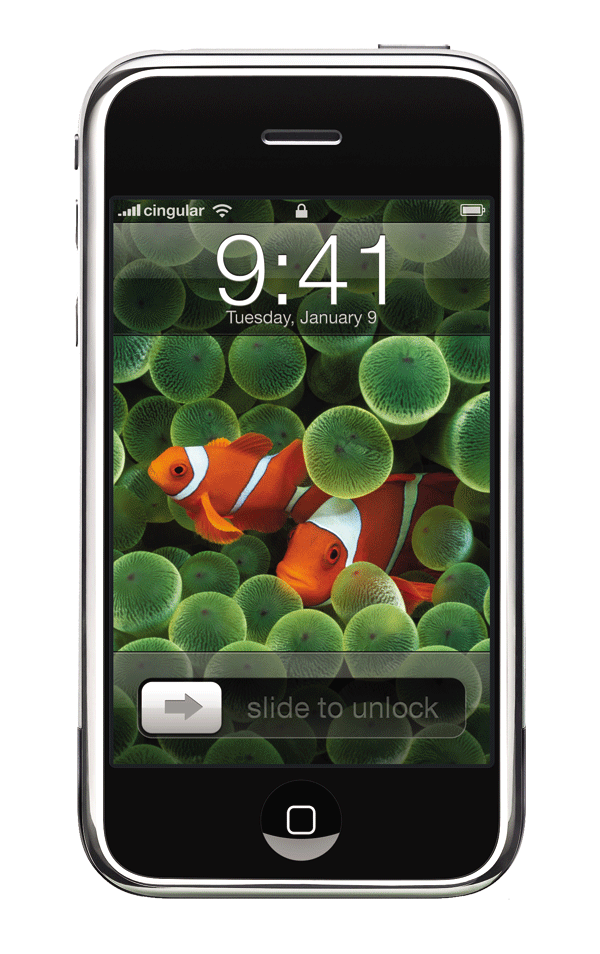 cingular
9:41
Tuesday, January 9
slide to unlock